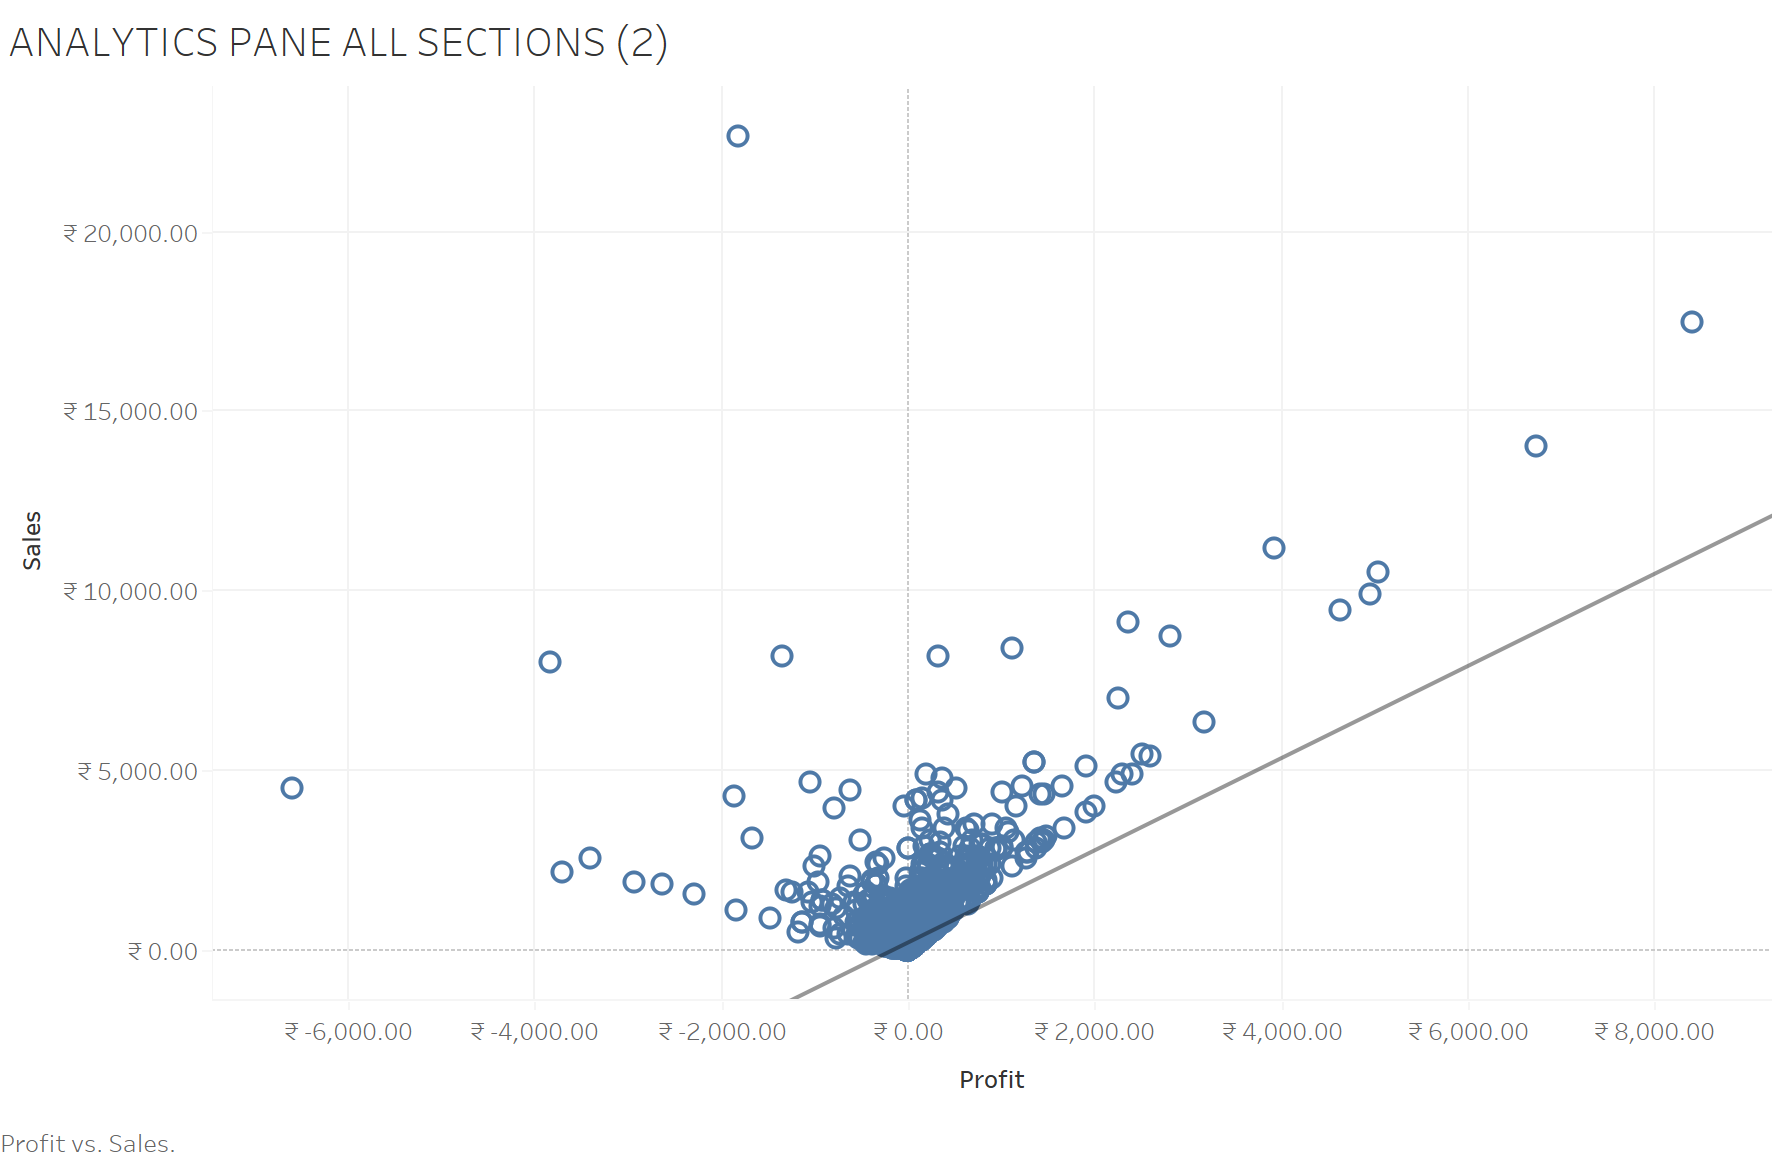 ANALYTICS PANE ALL SECTIONS (2)
₹ 20,000.00
₹ 15,000.00
₹ 10,000.00
₹ 5,000.00
₹ 0.00
Sales
₹ -6,000.00 ₹ -4,000.00 ₹ -2,000.00 ₹ 0.00 ₹ 2,000.00 ₹ 4,000.00 ₹ 6,000.00 ₹ 8,000.00
Profit
Profit vs. Sales.